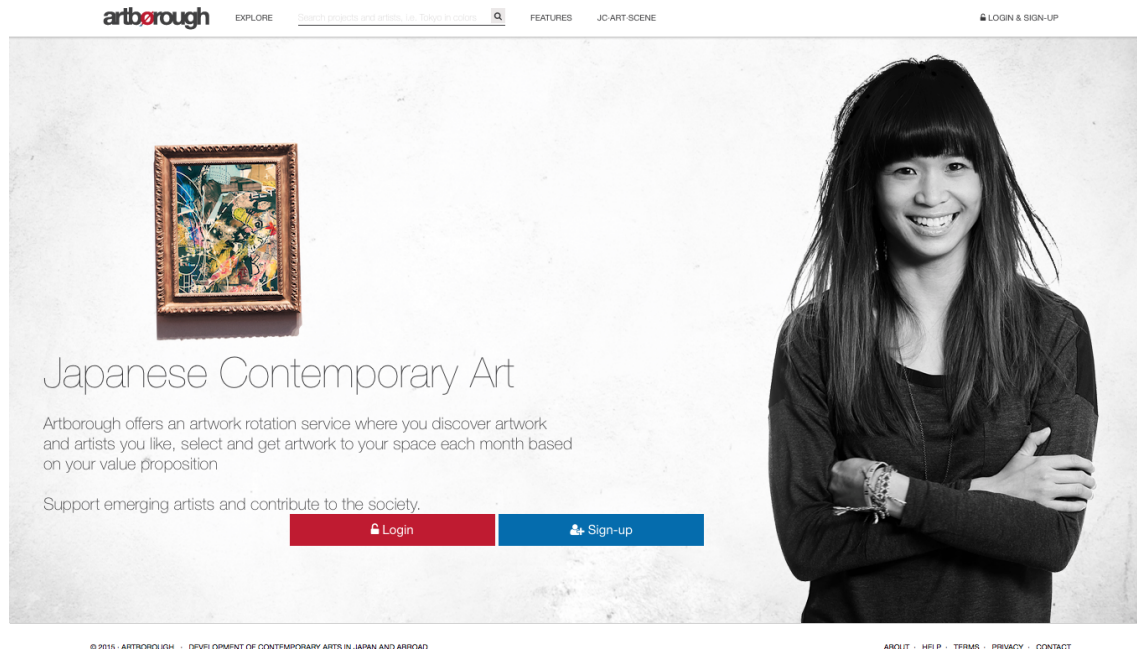 artbørough
EXPLORE
Search projects and artists, i.e. Tokyo in colors
FEATURES
JC-ART-SCENE
LOGIN & SIGN-UP
Japanese Contemporary Art
Artborough offers an artwork rotation service where you discover artwork
and artists you like, select and get artwork to your space each month based
on your value proposition
Support emerging artists and contribute to the society.
Login
Sign-up
© 2015 · ARTBOROUGH · DEVELOPMENT OF CONTEMPORARY ARTS IN JAPAN AND ABROAD
ABOUT · HELP · TERMS · PRIVACY · CONTACT